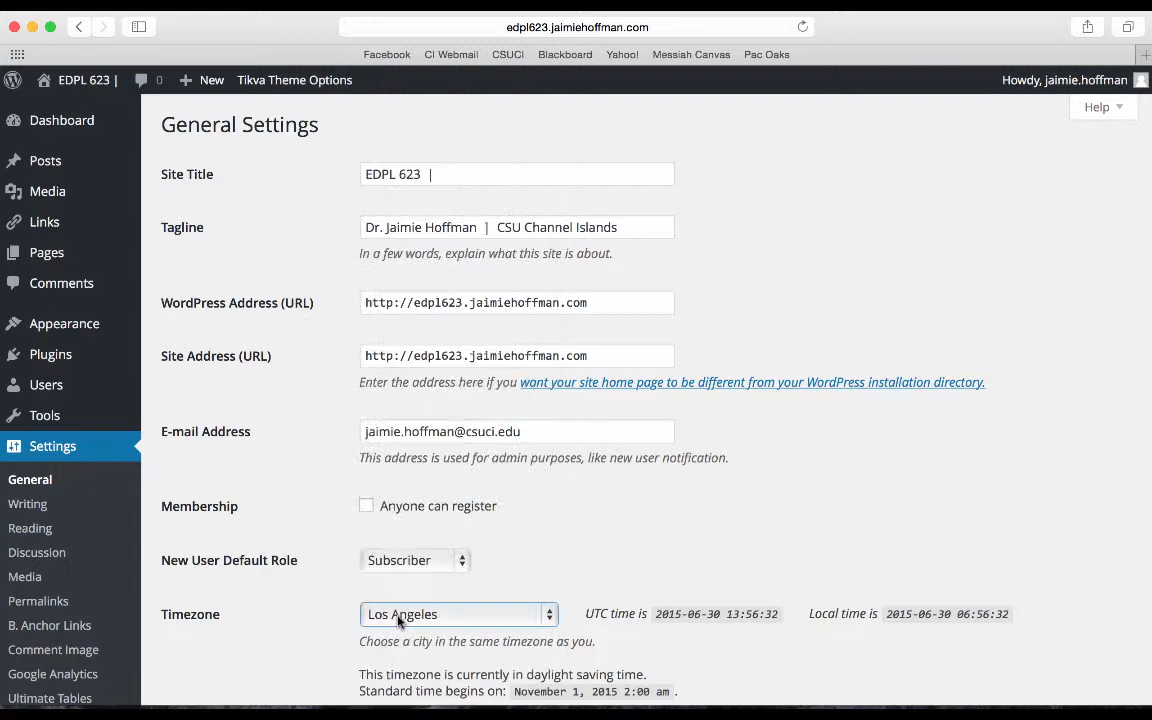 edpl623.jaimiehoffman.com
Facebook CI Webmail CSUCI Blackboard Yahoo! Messiah Canvas Pac Oaks
EDPL 623 | 0 New Tikva Theme Options Howdy, jaimie.hoffman
Help
Dashboard
Posts
Media
Links
Pages
Comments
Appearance
Plugins
Users
Tools
Settings
General
Writing
Reading
Discussion
Media
Permalinks
B. Anchor Links
Comment Image
Google Analytics
Ultimate Tables
General Settings
Site Title EDPL 623 |
Tagline Dr. Jaimie Hoffman | CSU Channel Islands
In a few words, explain what this site is about.
WordPress Address (URL) http://edpl623.jaimiehoffman.com
Site Address (URL) http://edpl623.jaimiehoffman.com
Enter the address here if you want your site home page to be different from your WordPress installation directory.
E-mail Address jaimie.hoffman@csuci.edu
This address is used for admin purposes, like new user notification.
Membership Anyone can register
New User Default Role Subscriber
Timezone Los Angeles UTC time is 2015-06-30 13:56:32 Local time is 2015-06-30 06:56:32
Choose a city in the same timezone as you.
This timezone is currently in daylight saving time.
Standard time begins on: November 1, 2015 2:00 am .